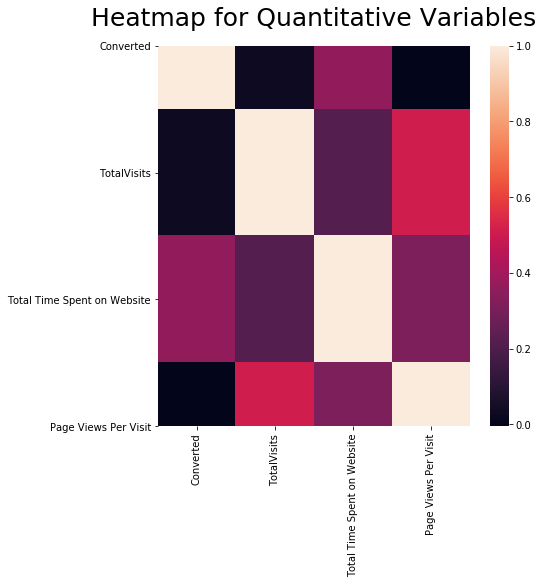 Heatmap for Quantitative Variables
Converted
TotalVisits
Total Time Spent on Website
Page Views Per Visit
Converted
TotalVisits
Total Time Spent on Website
Page Views Per Visit
1.0
0.8
0.6
0.4
0.2
0.0